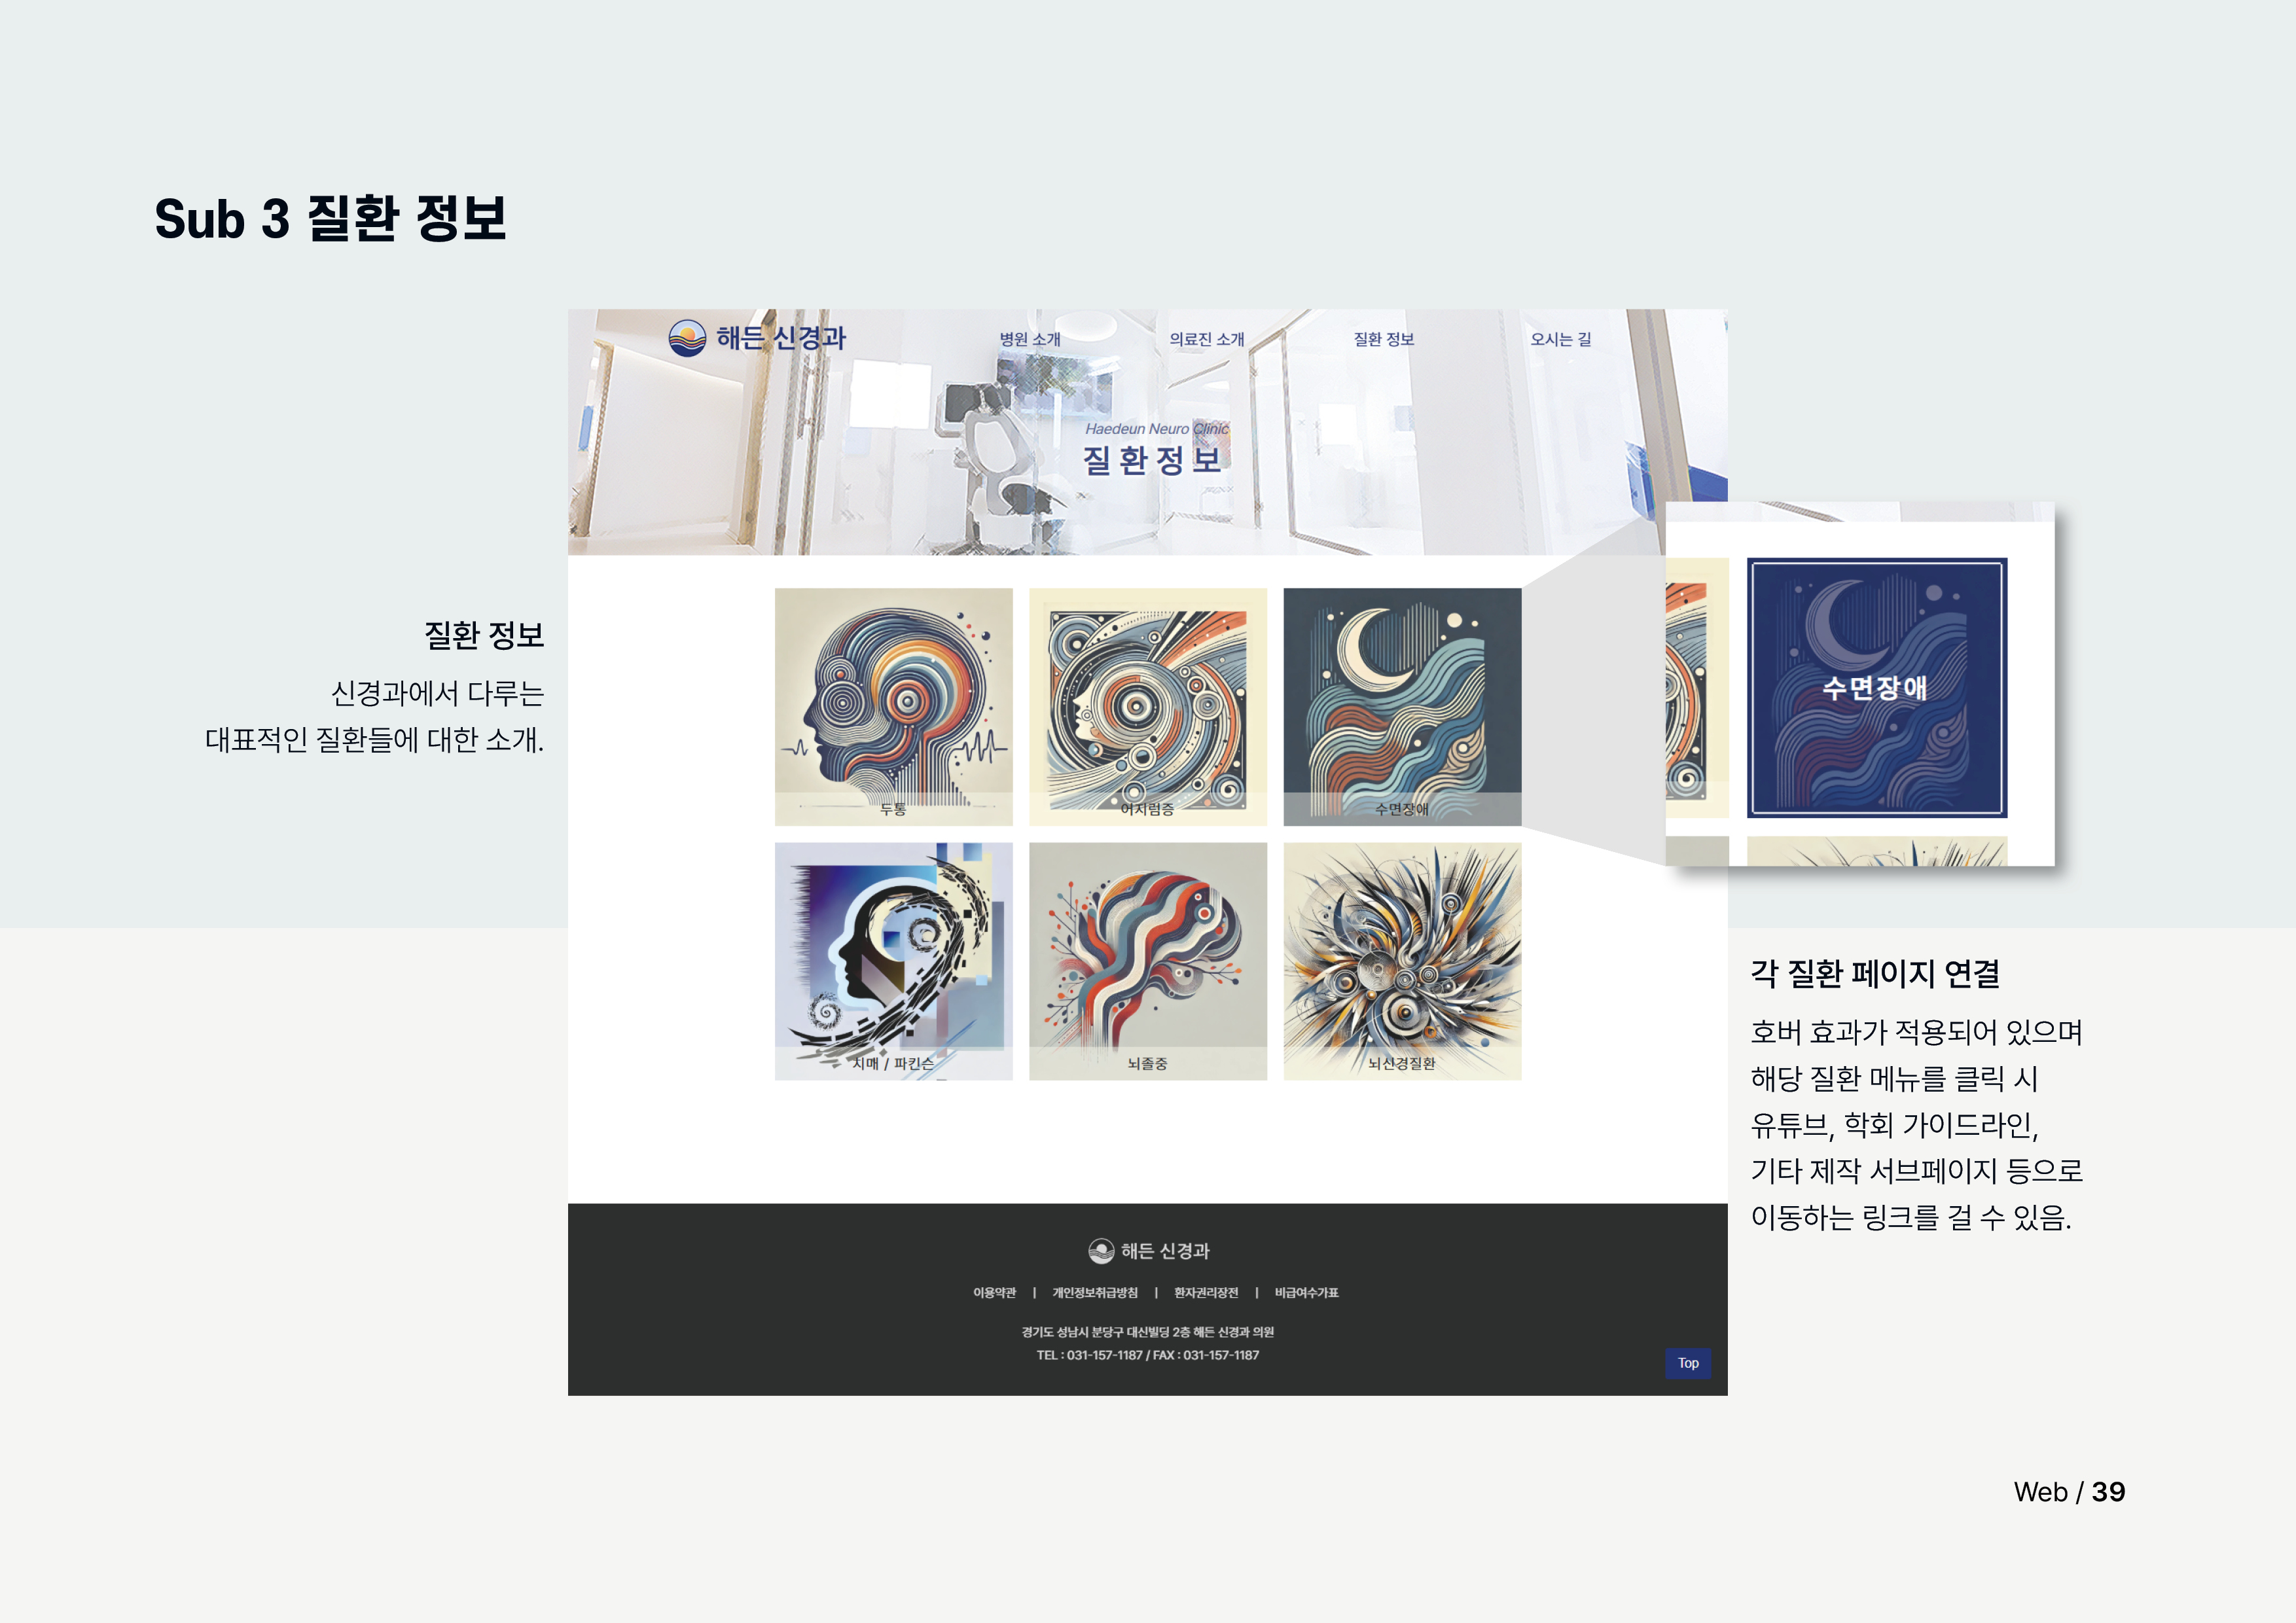 Sub 3 질환 정보
해든 신경과
병원 소개
의료진 소개
질환 정보
오시는 길
Haedeun Neuro Clinic
질환정보
질환 정보
신경과에서 다루는
대표적인 질환들에 대한 소개.
두통
어지럼증
수면장애
수면장애
치매 / 파킨슨
뇌졸중
뇌신경질환
각 질환 페이지 연결
호버 효과가 적용되어 있으며
해당 질환 메뉴를 클릭 시
유튜브, 학회 가이드라인,
기타 제작 서브페이지 등으로
이동하는 링크를 걸 수 있음.
해든 신경과
이용약관 | 개인정보취급방침 | 환자권리장전 | 비급여수가표
경기도 성남시 분당구 대신빌딩 2층 해든 신경과 의원
TEL : 031-157-1187 / FAX : 031-157-1187
Top
Web / 39